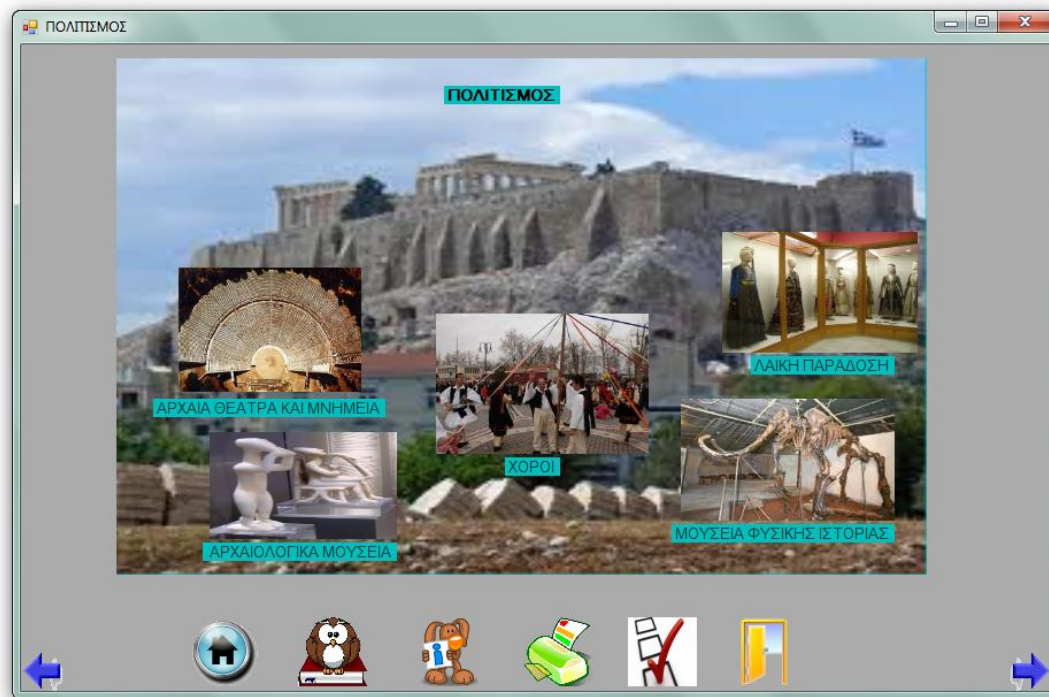 ΠΟΛΙΤΙΣΜΟΣ
ΠΟΛΙΤΙΣΜΟΣ
ΛΑΙΚΗ ΠΑΡΑΔΟΣΗ
ΑΡΧΑΙΑ ΘΕΑΤΡΑ ΚΑΙ ΜΝΗΜΕΙΑ
ΧΟΡΟΙ
ΜΟΥΣΕΙΑ ΦΥΣΙΚΗΣ ΙΣΤΟΡΙΑΣ
ΑΡΧΑΙΟΛΟΓΙΚΑ ΜΟΥΣΕΙΑ
i